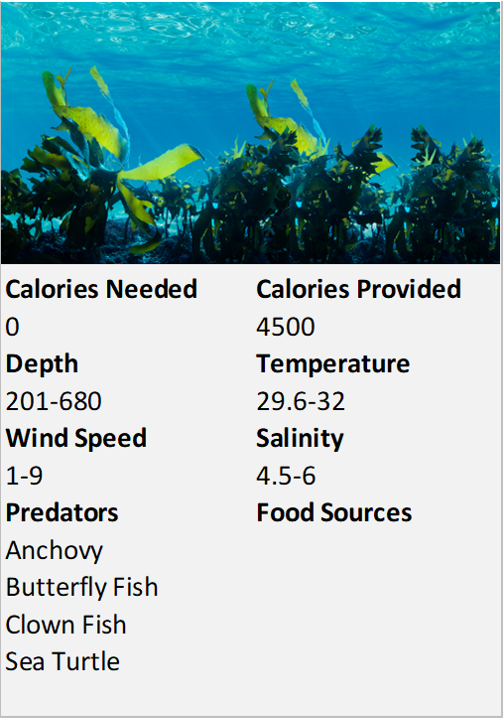 Calories Needed
Calories Provided
0
4500
Depth
Temperature
201-680
29.6-32
Wind Speed
Salinity
1-9
4.5-6
Predators
Food Sources
Anchovy
Butterfly Fish
Clown Fish
Sea Turtle